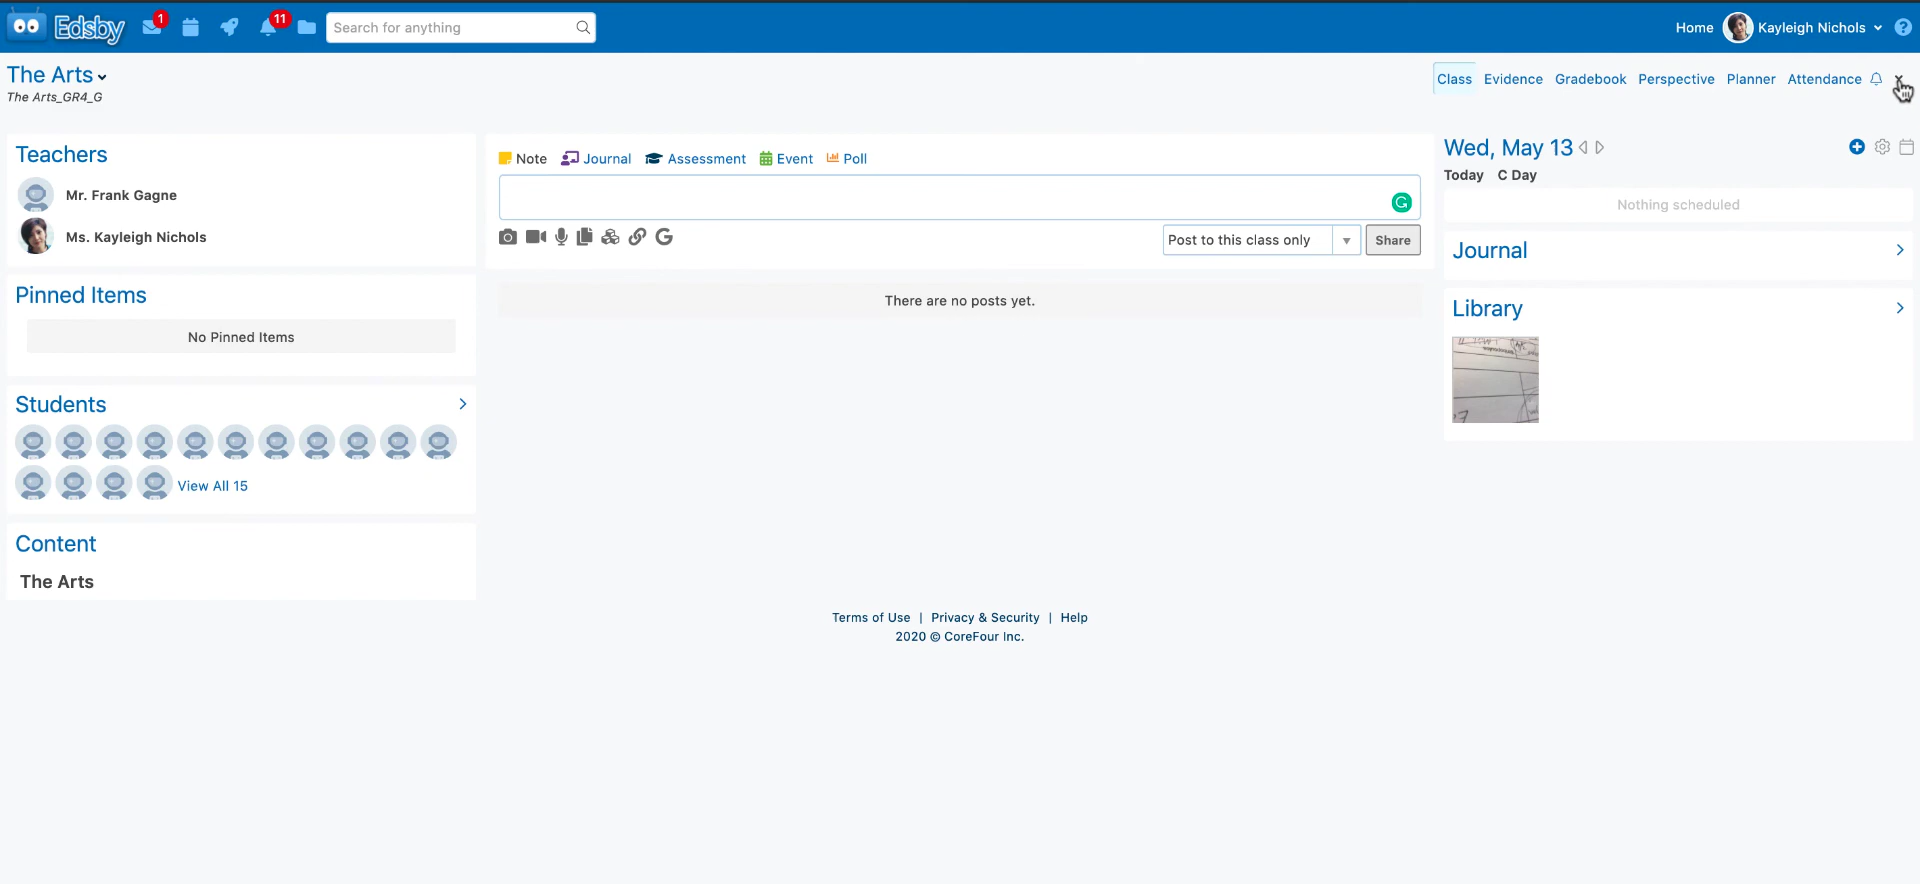 Edsby
1
11
Search for anything
Home
Kayleigh Nichols
The Arts
The Arts_GR4_G
Class Evidence Gradebook Perspective Planner Attendance
Teachers
Mr. Frank Gagne
Ms. Kayleigh Nichols
Pinned Items
No Pinned Items
Students
View All 15
Content
The Arts
Note Journal Assessment Event Poll
Post to this class only
Share
There are no posts yet.
Wed, May 13
Today C Day
Nothing scheduled
Journal
Library
Terms of Use | Privacy & Security | Help
2020 © CoreFour Inc.